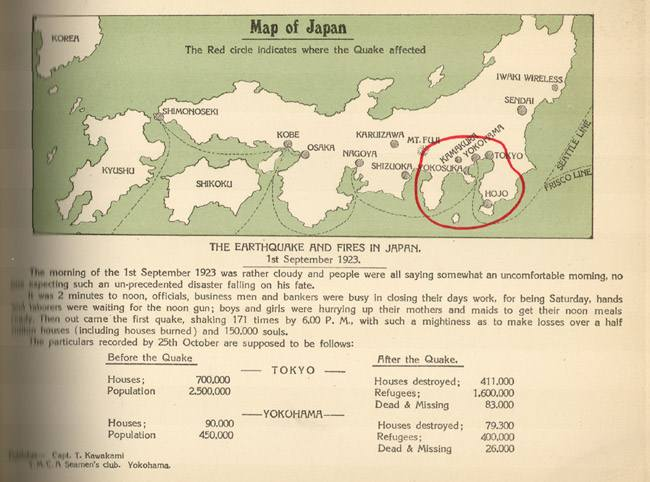 Map of Japan
The Red circle indicates where the Quake affected
KOREA
IWAKI WIRELESS
SENDAI
SHIMONOSEKI
KOBE
OSAKA
KARUIZAWA
MT. FUJI
KAMAKURA
YOKOHAMA
TOKYO
NAGOYA
SHIZUOKA
YOKOSUKA
KYUSHU
SHIKOKU
HOJO
SEATTLE LINE
FRISCO LINE
THE EARTHQUAKE AND FIRES IN JAPAN.
1st September 1923.
The morning of the 1st September 1923 was rather cloudy and people were all saying somewhat an uncomfortable morning, no
expecting such an un-precedented disaster falling on his fate.
It was 2 minutes to noon, officials, business men and bankers were busy in closing their days work, for being Saturday, hands
laborers were waiting for the noon gun; boys and girls were hurrying up their mothers and maids to get their noon meals
Then out came the first quake, shaking 171 times by 6.00 P. M., with such a mightiness as to make losses over a half
houses (including houses burned) and 150,000 souls.
The particulars recorded by 25th October are supposed to be follows:
Before the Quake After the Quake.
TOKYO
Houses; 700,000 Houses destroyed; 411.000
Population 2.500,000 Refugees; 1.600.000
Dead & Missing 83.000
YOKOHAMA
Houses; 90.000 Houses destroyed; 79.300
Population 450,000 Refugees; 400,000
Dead & Missing 26.000
Capt. T. Kawakami
Seamen's club. Yokohama.